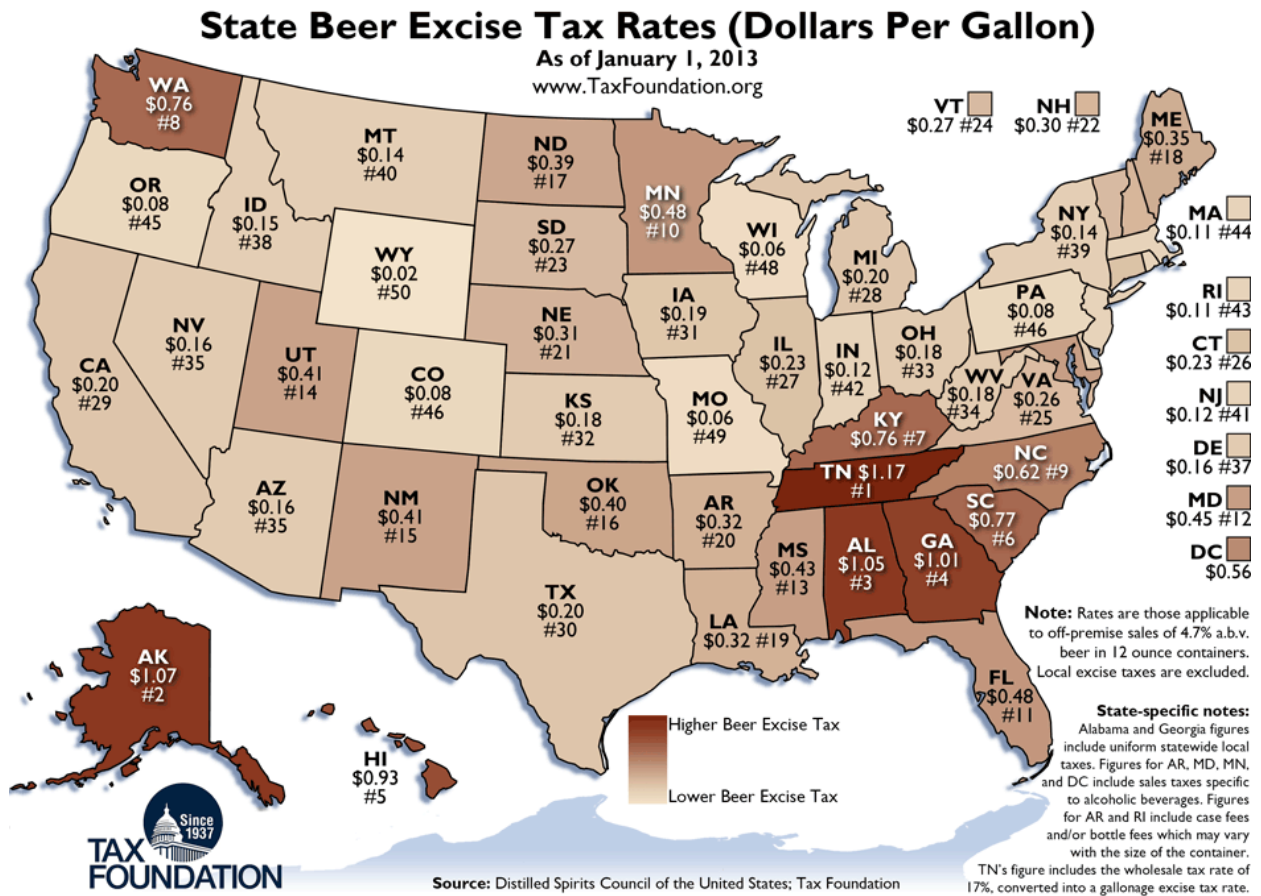 State Beer Excise Tax Rates (Dollars Per Gallon)
As of January 1, 2013
www.TaxFoundation.org
WA
$0.76
#8
OR
$0.08
#45
ID
$0.15
#38
MT
$0.14
#40
WY
$0.02
#50
ND
$0.39
#17
SD
$0.27
#23
MN
$0.48
#10
WI
$0.06
#48
MI
$0.20
#28
VT
$0.27 #24
NH
$0.30 #22
ME
$0.35
#18
NY
$0.14
#39
MA
$0.11 #44
RI
$0.11 #43
CT
$0.23 #26
NJ
$0.12 #41
DE
$0.16 #37
MD
$0.45 #12
DC
$0.56
PA
$0.08
#46
CA
$0.20
#29
NV
$0.16
#35
UT
$0.41
#14
CO
$0.08
#46
NE
$0.31
#21
IA
$0.19
#31
KS
$0.18
#32
MO
$0.06
#49
IL
$0.23
#27
IN
$0.12
#42
OH
$0.18
#33
WV
$0.18
#34
VA
$0.26
#25
KY
$0.76 #7
TN $1.17
#1
NC
$0.62 #9
SC
$0.77
#6
AZ
$0.16
#35
NM
$0.41
#15
OK
$0.40
#16
AR
$0.32
#20
MS
$0.43
#13
AL
$1.05
#3
GA
$1.01
#4
TX
$0.20
#30
LA
$0.32 #19
FL
$0.48
#11
AK
$1.07
#2
HI
$0.93
#5
Higher Beer Excise Tax
Lower Beer Excise Tax
Note: Rates are those applicable
to off-premise sales of 4.7% a.b.v.
beer in 12 ounce containers.
Local excise taxes are excluded.
State-specific notes:
Alabama and Georgia figures
include uniform statewide local
taxes. Figures for AR, MD, MN,
and DC include sales taxes specific
to alcoholic beverages. Figures
for AR and RI include case fees
and/or bottle fees which may vary
with the size of the container.
TN's figure includes the wholesale tax rate of
17%, converted into a gallonage excise tax rate.
Since
1937
TAX
FOUNDATION
Source: Distilled Spirits Council of the United States; Tax Foundation